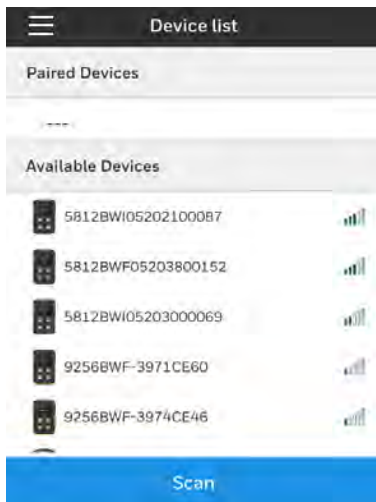 Device list
Paired Devices
---
Available Devices
5812BWI05202100087
5812BWF05203800152
5812BWI05203000069
9256BWF-3971CE60
9256BWF-3974CE46
Scan